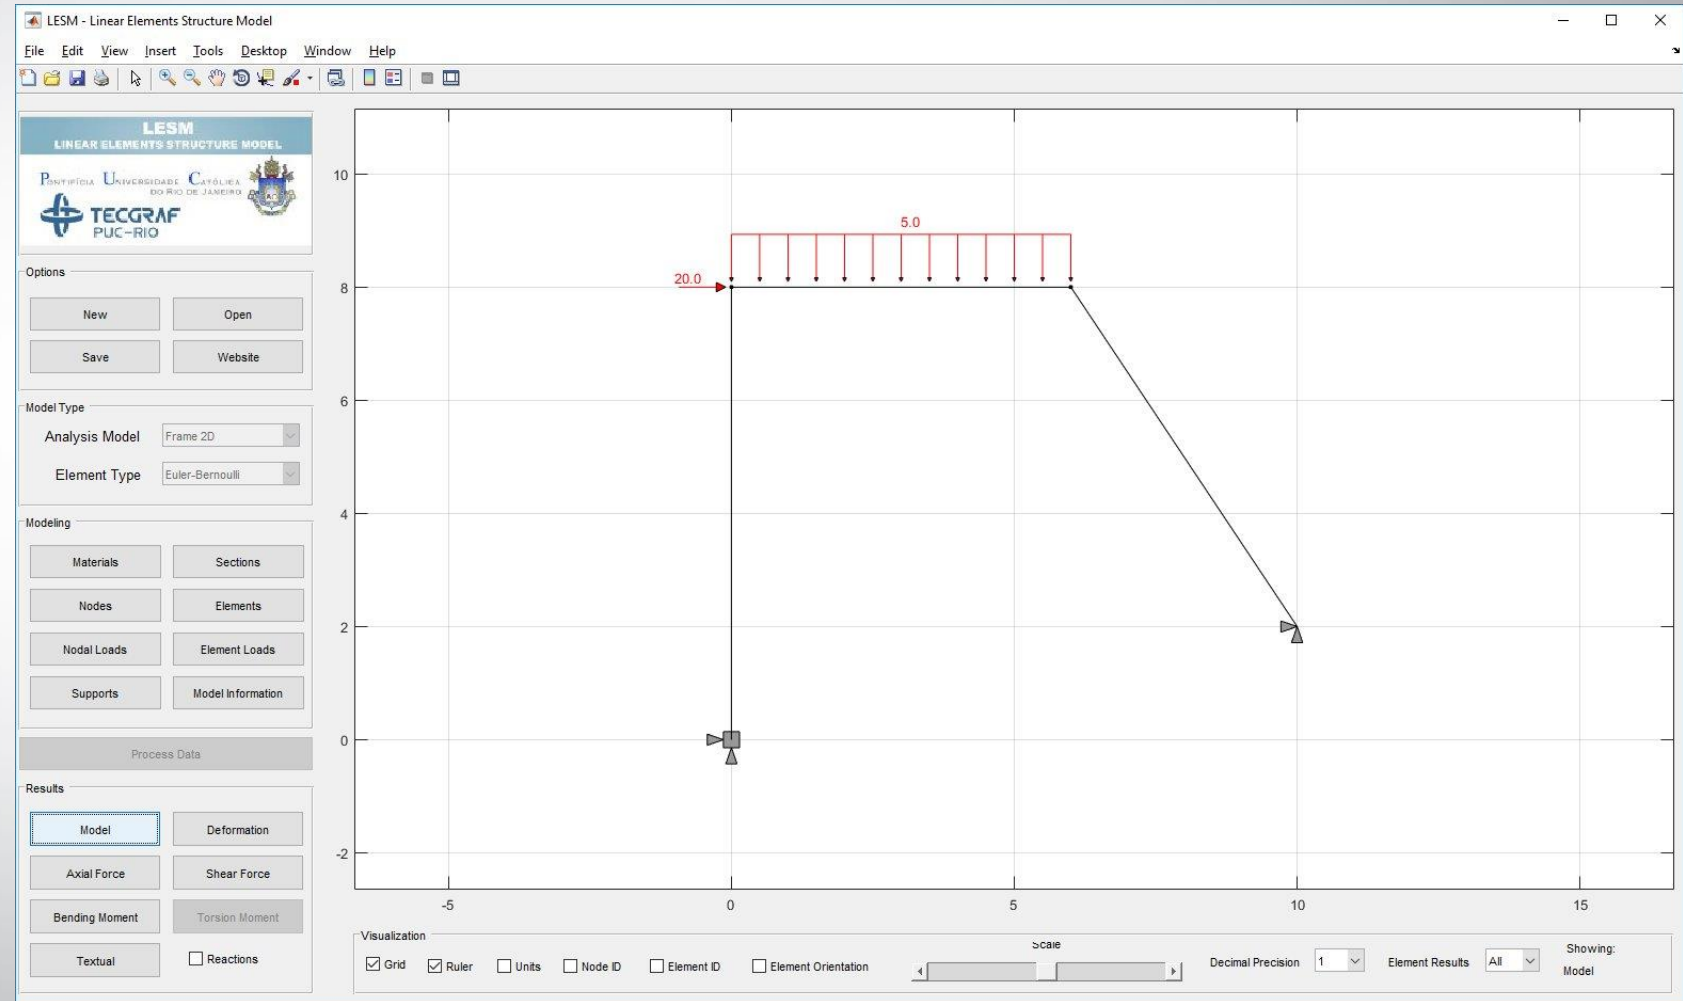 LESM - Linear Elements Structure Model
File Edit View Insert Tools Desktop Window Help
LESM
LINEAR ELEMENTS STRUCTURE MODEL
PONTIFÍCIA UNIVERSIDADE CATÓLICA
DO RIO DE JANEIRO
TECGRAF
PUC-RIO
Options
New Open
Save Website
Model Type
Analysis Model Frame 2D
Element Type Euler-Bernoulli
Modeling
Materials Sections
Nodes Elements
Nodal Loads Element Loads
Supports Model Information
Process Data
Results
Model Deformation
Axial Force Shear Force
Bending Moment Torsion Moment
Textual Reactions
10
8
6
4
2
0
-2
5.0
20.0
-5 0 5 10 15
Visualization
Grid Ruler Units Node ID Element ID Element Orientation
Scale
Decimal Precision 1
Element Results All
Showing:
Model